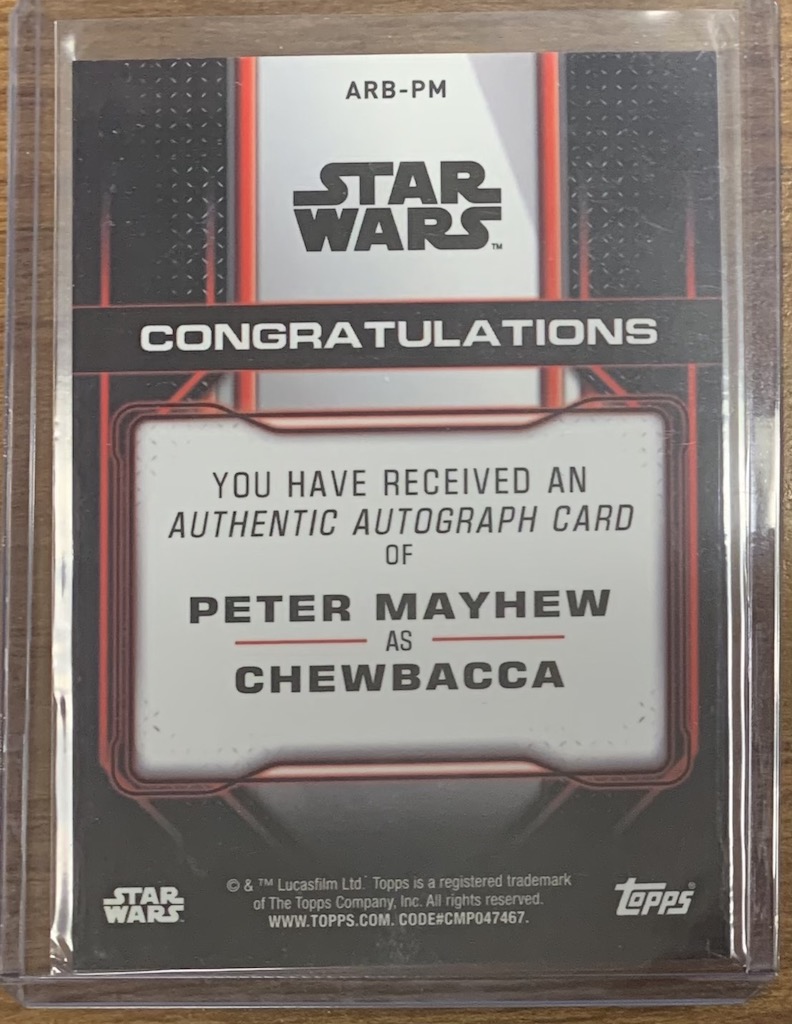 ARB-PM
STAR
WARS™
CONGRATULATIONS
YOU HAVE RECEIVED AN
AUTHENTIC AUTOGRAPH CARD
OF
PETER MAYHEW
AS
CHEWBACCA
© & ™ Lucasfilm Ltd. Topps is a registered trademark
of The Topps Company, Inc. All rights reserved.
WWW.TOPPS.COM. CODE#CMP047467.
STAR
WARS
topps®